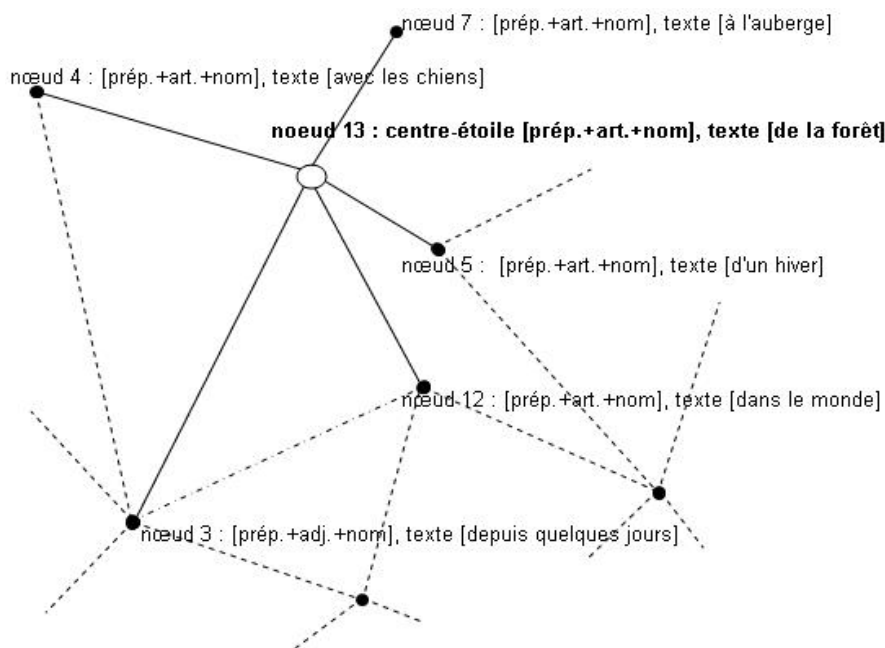 nœud 7 : [prép.+art.+nom], texte [à l'auberge]
nœud 4 : [prép.+art.+nom], texte [avec les chiens]
noeud 13 : centre-étoile [prép.+art.+nom], texte [de la forêt]
nœud 5 : [prép.+art.+nom], texte [d'un hiver]
nœud 12 : [prép.+art.+nom], texte [dans le monde]
nœud 3 : [prép.+adj.+nom], texte [depuis quelques jours]